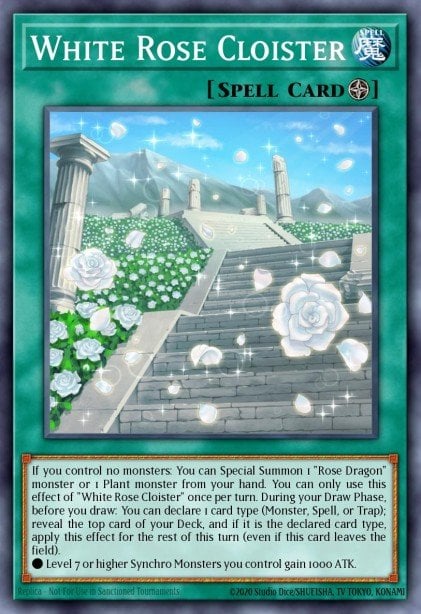 White Rose Cloister
SPELL
魔
[Spell Card]
If you control no monsters: You can Special Summon 1 "Rose Dragon"
monster or 1 Plant monster from your hand. You can only use this
effect of "White Rose Cloister" once per turn. During your Draw Phase,
before you draw: You can declare 1 card type (Monster, Spell, or Trap);
reveal the top card of your Deck, and if it is the declared card type,
apply this effect for the rest of this turn (even if this card leaves the
field).
● Level 7 or higher Synchro Monsters you control gain 1000 ATK.
Replica - Not For Use in Sanctioned Tournaments ©2020 Studio Dice/SHUEISHA, TV TOKYO, KONAMI